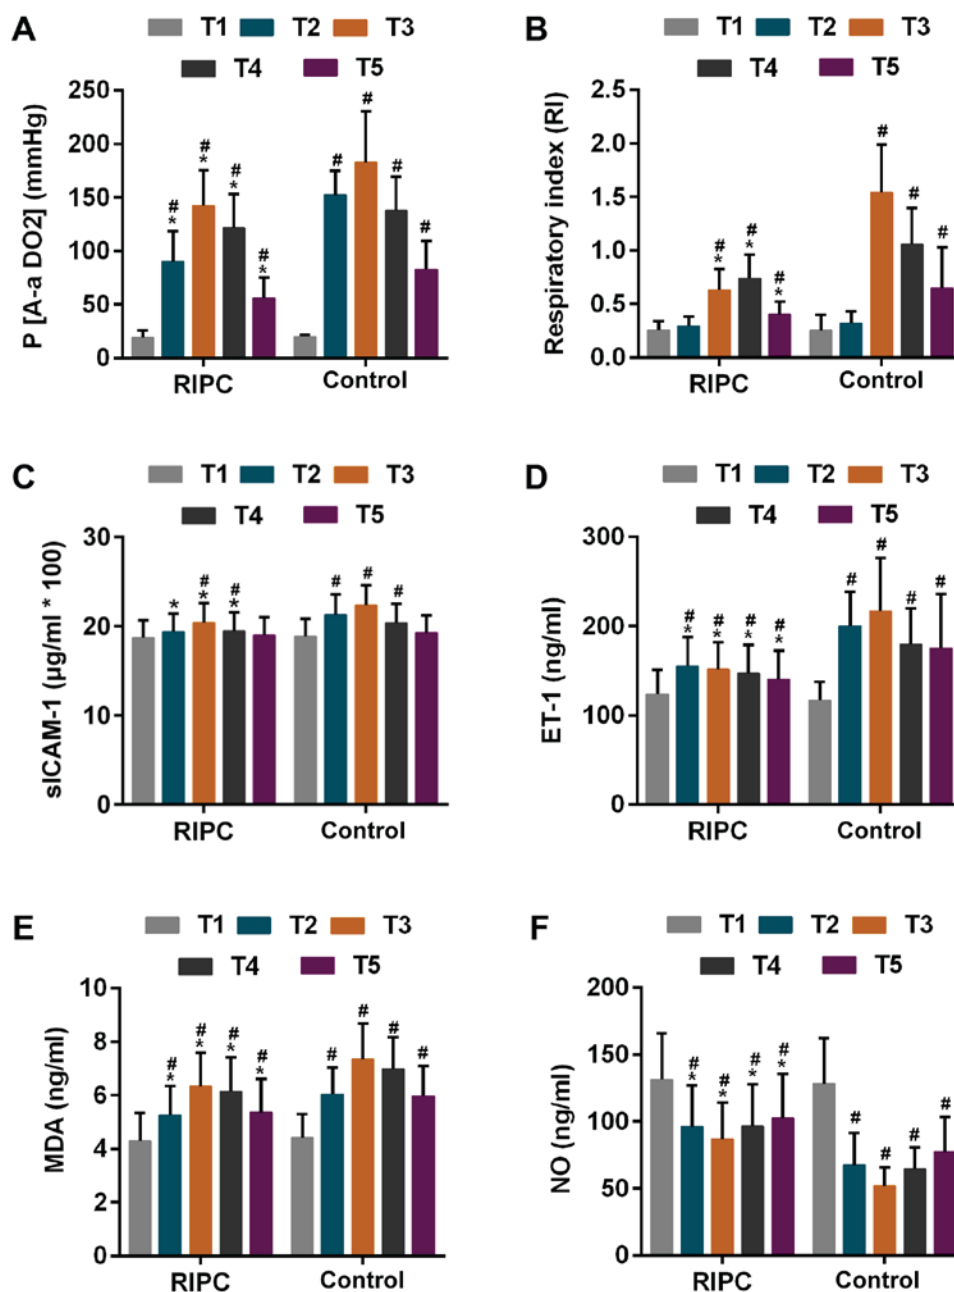 A
T1 T2 T3
T4 T5
P [A-a DO2] (mmHg)
250
200
150
100
50
0
#
*
#
*
#
*
#
*
#
#
#
#
RIPC
Control
B
T1 T2 T3
T4 T5
Respiratory index (RI)
2.5
2.0
1.5
1.0
0.5
0.0
#
*
#
*
#
*
#
#
#
RIPC
Control
C
T1 T2 T3
T4 T5
sICAM-1 (µg/ml * 100)
30
20
10
0
*
#
*
#
*
#
#
#
RIPC
Control
D
T1 T2 T3
T4 T5
ET-1 (ng/ml)
300
200
100
0
#
*
#
*
#
*
#
*
#
#
#
#
RIPC
Control
E
T1 T2 T3
T4 T5
MDA (ng/ml)
10
8
6
4
2
0
#
*
#
*
#
*
#
*
#
#
#
#
RIPC
Control
F
T1 T2 T3
T4 T5
NO (ng/ml)
200
150
100
50
0
#
*
#
*
#
*
#
*
#
#
#
#
RIPC
Control